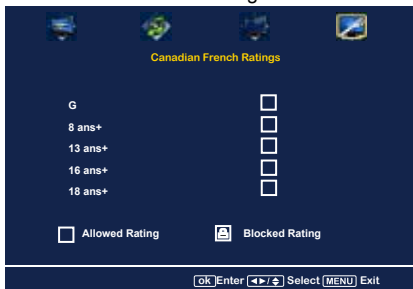 Canadian French Ratings
G
8 ans+
13 ans+
16 ans+
18 ans+
Allowed Rating Blocked Rating
ok Enter ◄►/▲▼ Select MENU Exit